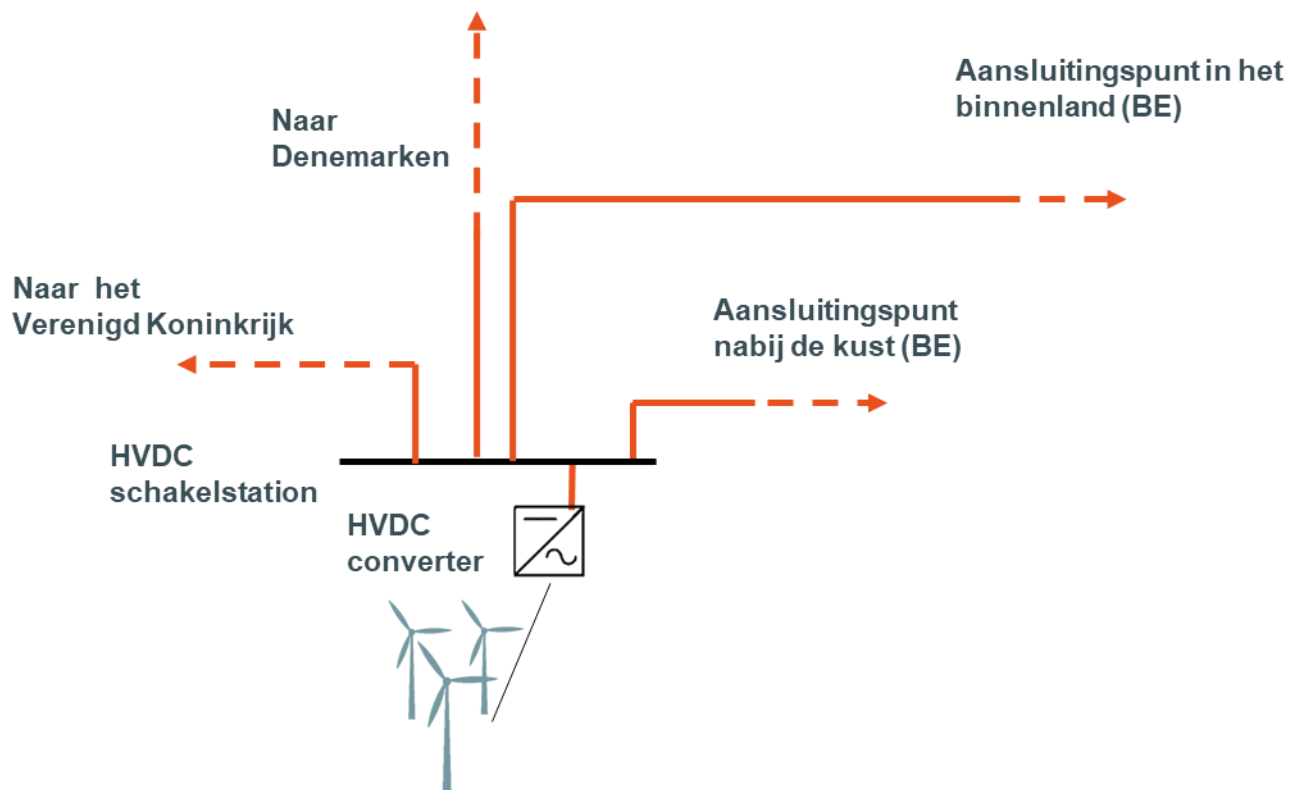 Naar
Denemarken
Aansluitingspunt in het
binnenland (BE)
Naar het
Verenigd Koninkrijk
Aansluitingspunt
nabij de kust (BE)
HVDC
schakelstation
HVDC
converter